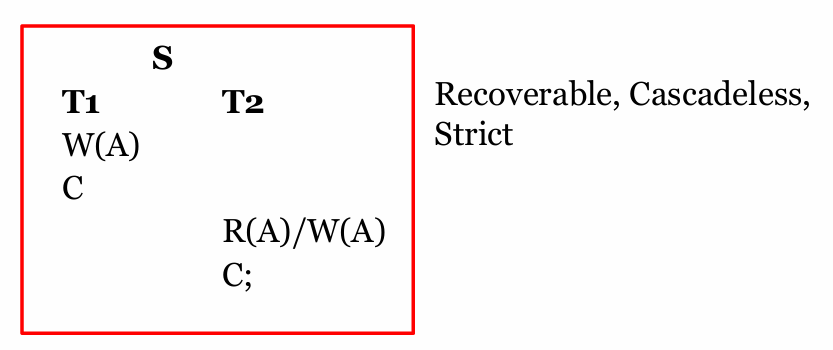 S
T1 T2
W(A)
C
R(A)/W(A)
C;
Recoverable, Cascadeless,
Strict